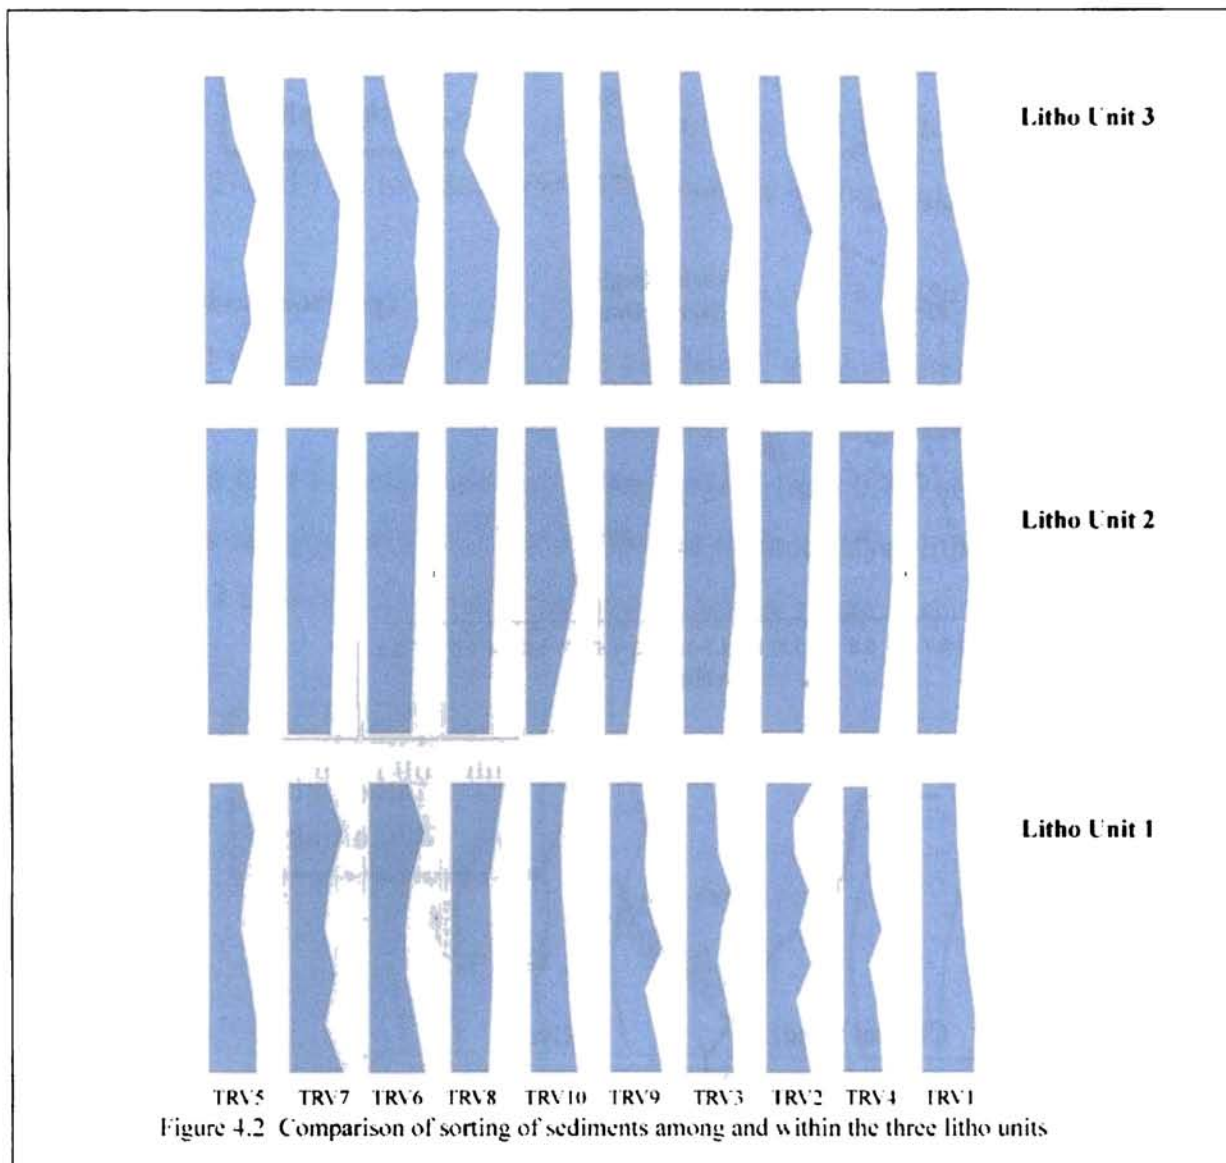 Litho Unit 3
Litho Unit 2
Litho Unit 1
TRV5 TRV7 TRV6 TRV8 TRV10 TRV9 TRV3 TRV2 TRV4 TRV1
Figure 4.2 Comparison of sorting of sediments among and within the three litho units